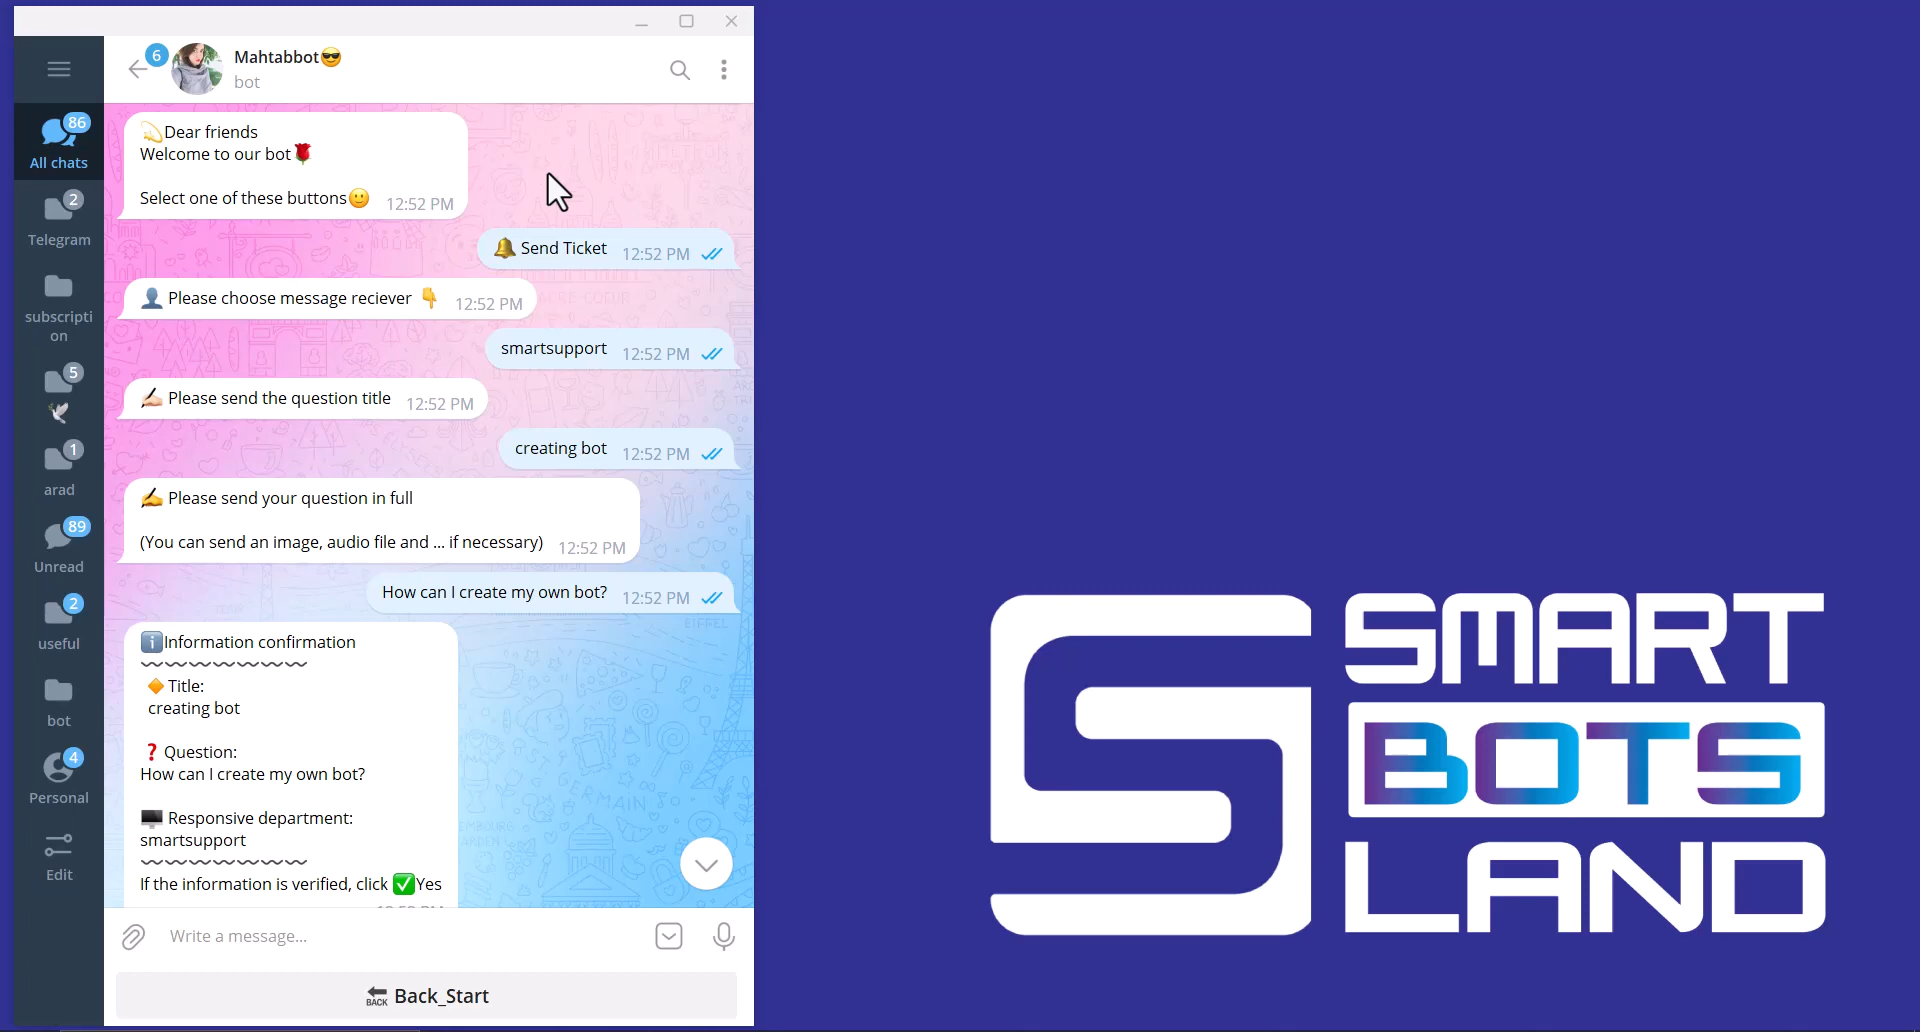 6
Mahtabbot😎
bot
86
All chats
2
Telegram
subscripti
on
5
🕊
1
arad
89
Unread
2
useful
bot
4
Personal
Edit
💫Dear friends
Welcome to our bot🌹
Select one of these buttons🙂 12:52 PM
🔔 Send Ticket 12:52 PM
👤 Please choose message reciever 👇 12:52 PM
smartsupport 12:52 PM
✍🏻 Please send the question title 12:52 PM
creating bot 12:52 PM
✍ Please send your question in full
(You can send an image, audio file and ... if necessary) 12:52 PM
How can I create my own bot? 12:52 PM
ℹ️Information confirmation
〰〰〰〰〰〰〰
🔸 Title:
creating bot
❓ Question:
How can I create my own bot?
🖥 Responsive department:
smartsupport
〰〰〰〰〰〰〰
If the information is verified, click ✅Yes
Write a message...
🔙 Back_Start
SMART
BOTS
LAND